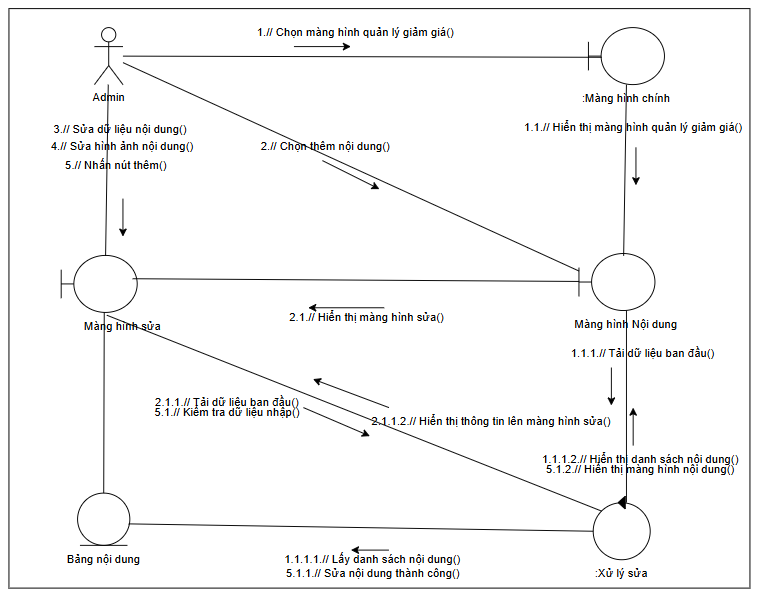 1.// Chọn màng hình quản lý giảm giá()
Admin
:Màng hình chính
3.// Sửa dữ liệu nội dung()
4.// Sửa hình ảnh nội dung()
5.// Nhấn nút thêm()
2.// Chọn thêm nội dung()
1.1.// Hiển thị màng hình quản lý giảm giá()
2.1.// Hiển thị màng hình sửa()
Màng hình sửa
Màng hình Nội dung
1.1.1.// Tải dữ liệu ban đầu()
2.1.1.// Tải dữ liệu ban đầu()
5.1.// Kiểm tra dữ liệu nhập()
2.1.1.2.// Hiển thị thông tin lên màng hình sửa()
1.1.1.2.// Hiển thị danh sách nội dung()
5.1.2.// Hiển thị màng hình nội dung()
Bảng nội dung
1.1.1.1.// Lấy danh sách nội dung()
5.1.1.// Sửa nội dung thành công()
:Xử lý sửa